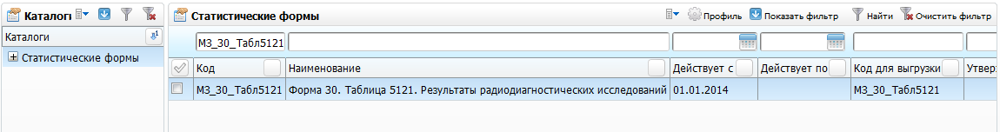 Каталоги
Статистические формы
Профиль
Показать фильтр
Найти
Очистить фильтр
Каталоги
МЗ_30_Табл5121
Статистические формы
Код
Наименование
Действует с
Действует по
Код для выгрузки
Утверж
МЗ_30_Табл5121
Форма 30. Таблица 5121. Результаты радиодиагностических исследований
01.01.2014
МЗ_30_Табл5121